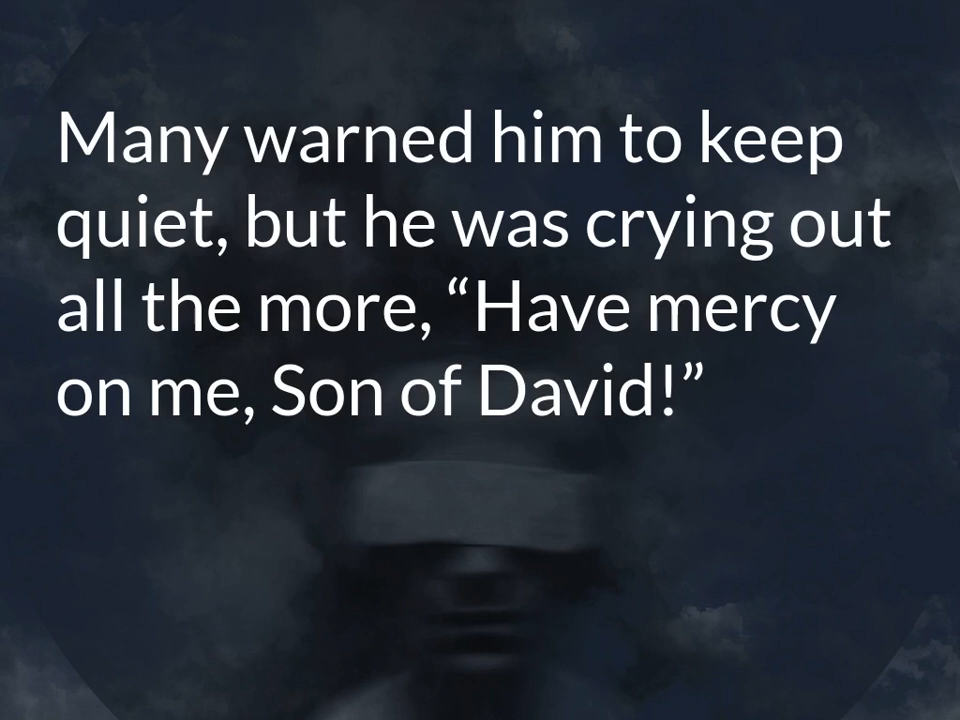 Many warned him to keep
quiet, but he was crying out
all the more, “Have mercy
on me, Son of David!”